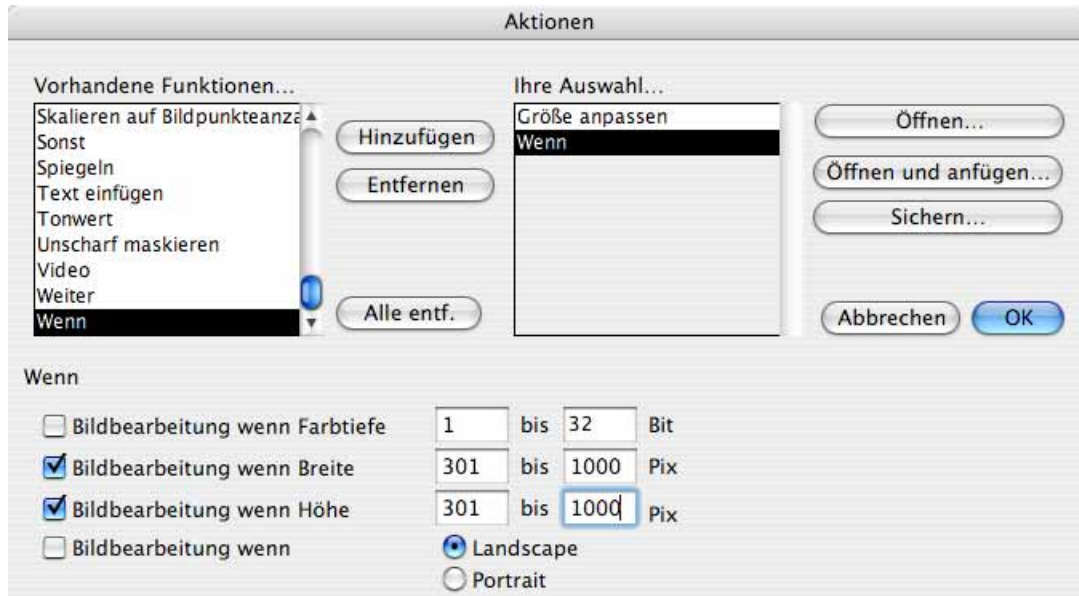 Aktionen
Vorhandene Funktionen...
Skalieren auf Bildpunkteanza
Sonst
Spiegeln
Text einfügen
Tonwert
Unscharf maskieren
Video
Weiter
Wenn
Hinzufügen
Entfernen
Alle entf.
Ihre Auswahl...
Größe anpassen
Wenn
Öffnen...
Öffnen und anfügen...
Sichern...
Abbrechen
OK
Wenn
Bildbearbeitung wenn Farbtiefe 1 bis 32 Bit
Bildbearbeitung wenn Breite 301 bis 1000 Pix
Bildbearbeitung wenn Höhe 301 bis 1000 Pix
Bildbearbeitung wenn Landscape
Portrait